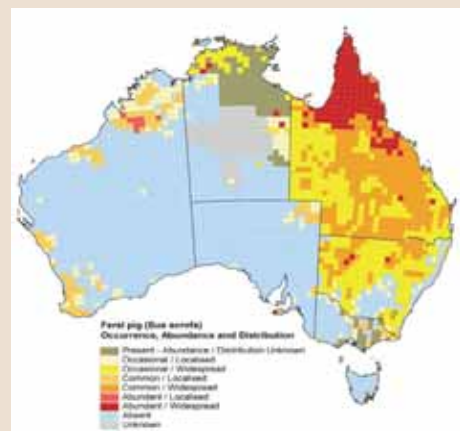 Feral pig (Sus scrofa)
Occurrence, Abundance and Distribution
Present - Abundance / Distribution Unknown
Occasional / Localised
Occasional / Widespread
Common / Localised
Common / Widespread
Abundant / Localised
Abundant / Widespread
Absent
Unknown